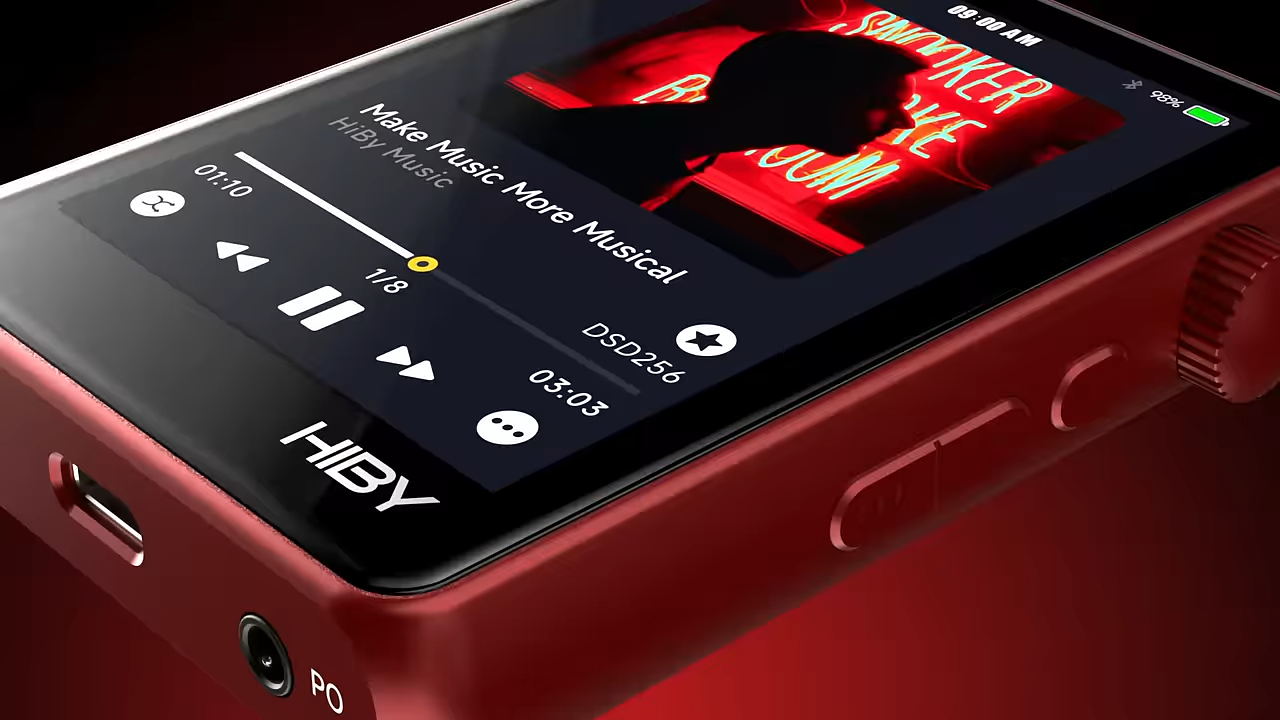 09:00 AM
98%
SNOOKER
Make Music More Musical
HiBy Music
DSD256
01:10
1/8
03:03
HIBY
PO